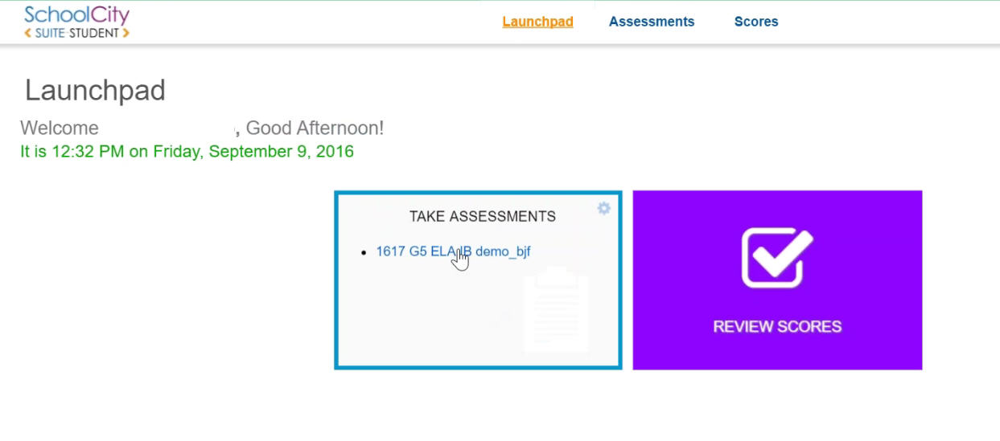 SchoolCity
SUITE-STUDENT
Launchpad Assessments Scores
Launchpad
Welcome , Good Afternoon!
It is 12:32 PM on Friday, September 9, 2016
TAKE ASSESSMENTS
1617 G5 ELA IB demo_bjf
REVIEW SCORES